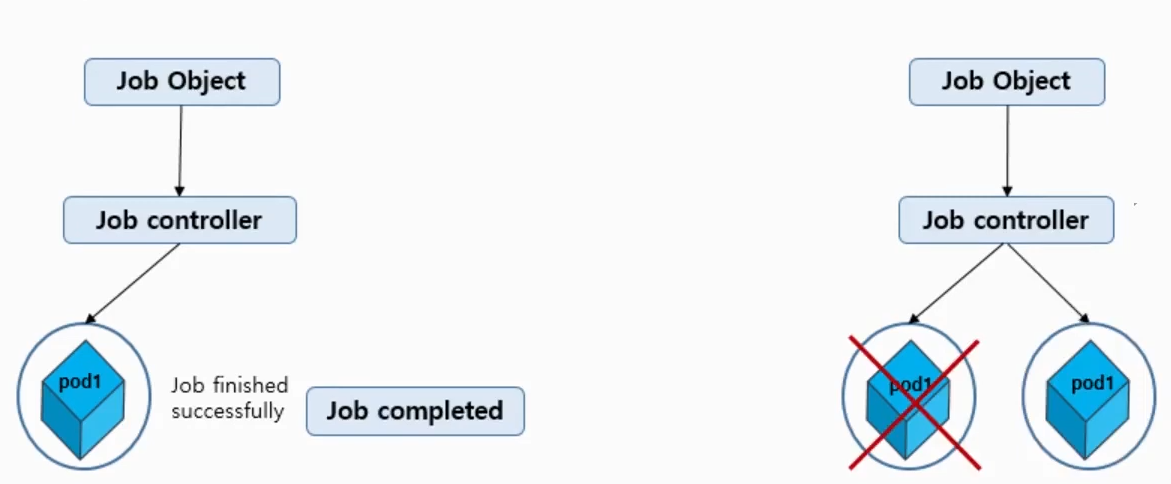 Job Object
Job controller
pod1
Job finished
successfully
Job completed
Job Object
Job controller
pod1
pod1